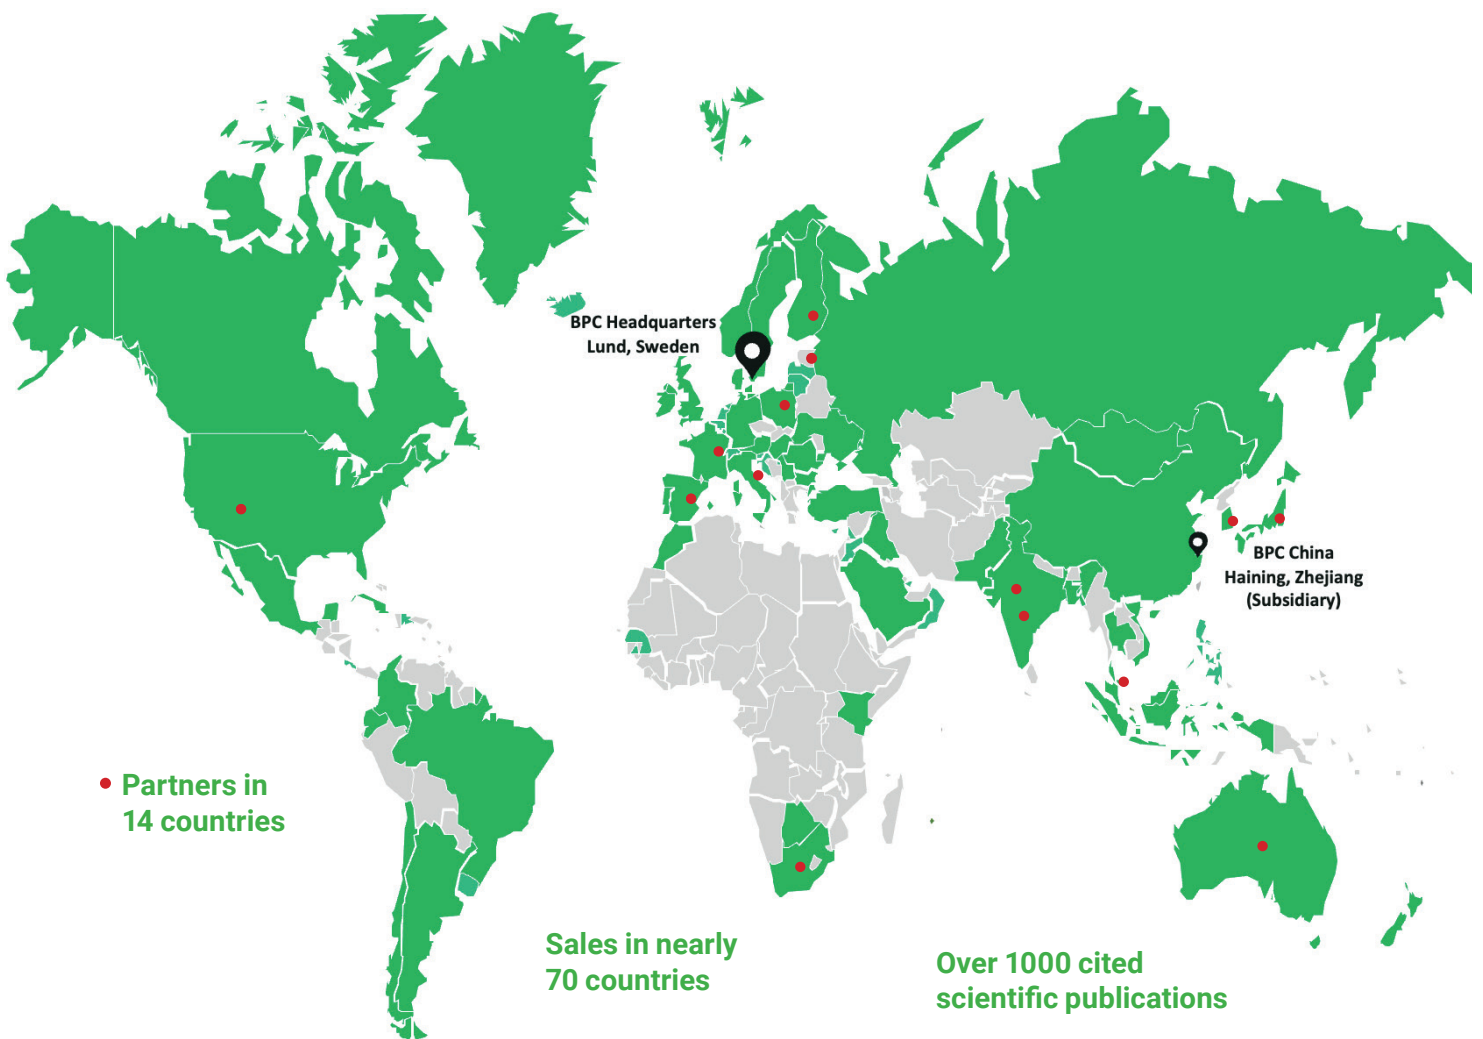 BPC Headquarters
Lund, Sweden
BPC China
Haining, Zhejiang
(Subsidiary)
Partners in
14 countries
Sales in nearly
70 countries
Over 1000 cited
scientific publications